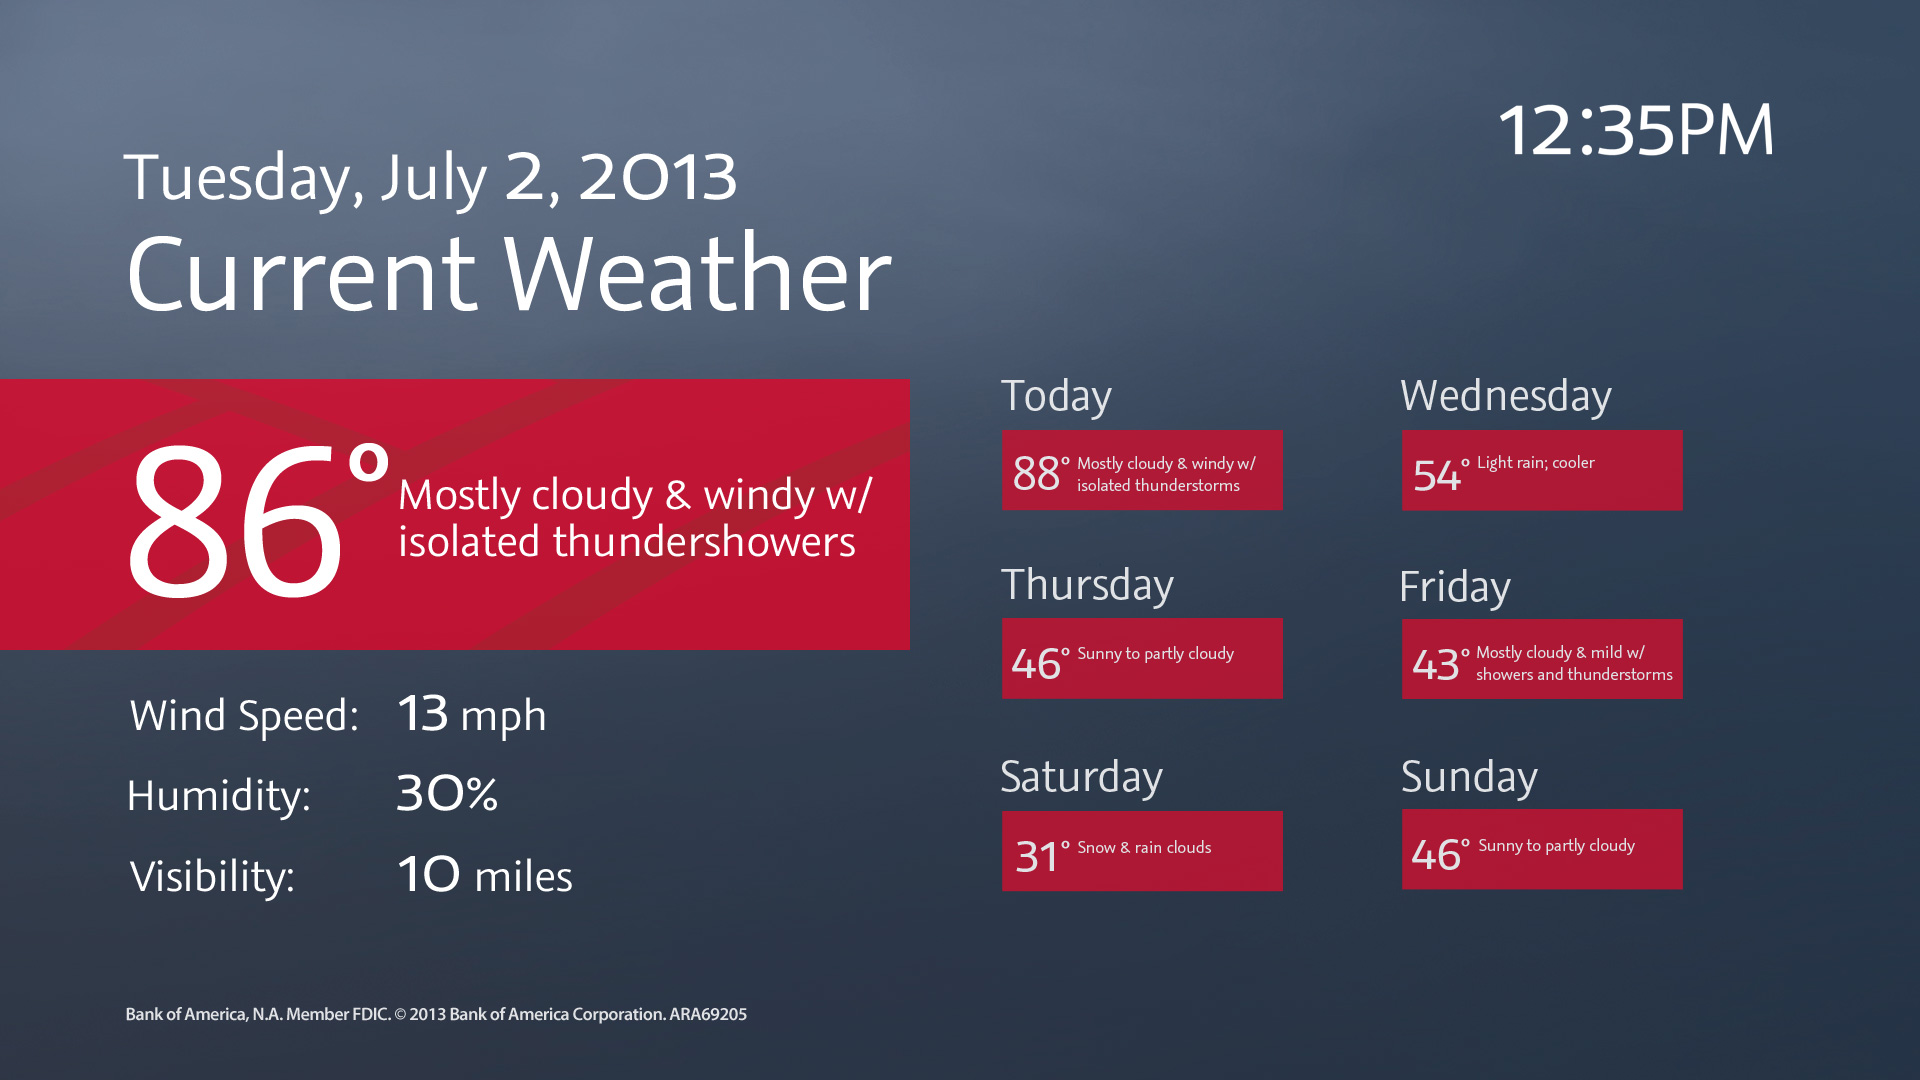 12:35PM
Tuesday, July 2, 2013
Current Weather
86°
Mostly cloudy & windy w/
isolated thundershowers
Wind Speed: 13 mph
Humidity: 30%
Visibility: 10 miles
Today
88° Mostly cloudy & windy w/
isolated thunderstorms
Wednesday
54° Light rain; cooler
Thursday
46° Sunny to partly cloudy
Friday
43° Mostly cloudy & mild w/
showers and thunderstorms
Saturday
31° Snow & rain clouds
Sunday
46° Sunny to partly cloudy
Bank of America, N.A. Member FDIC. © 2013 Bank of America Corporation. ARA69205